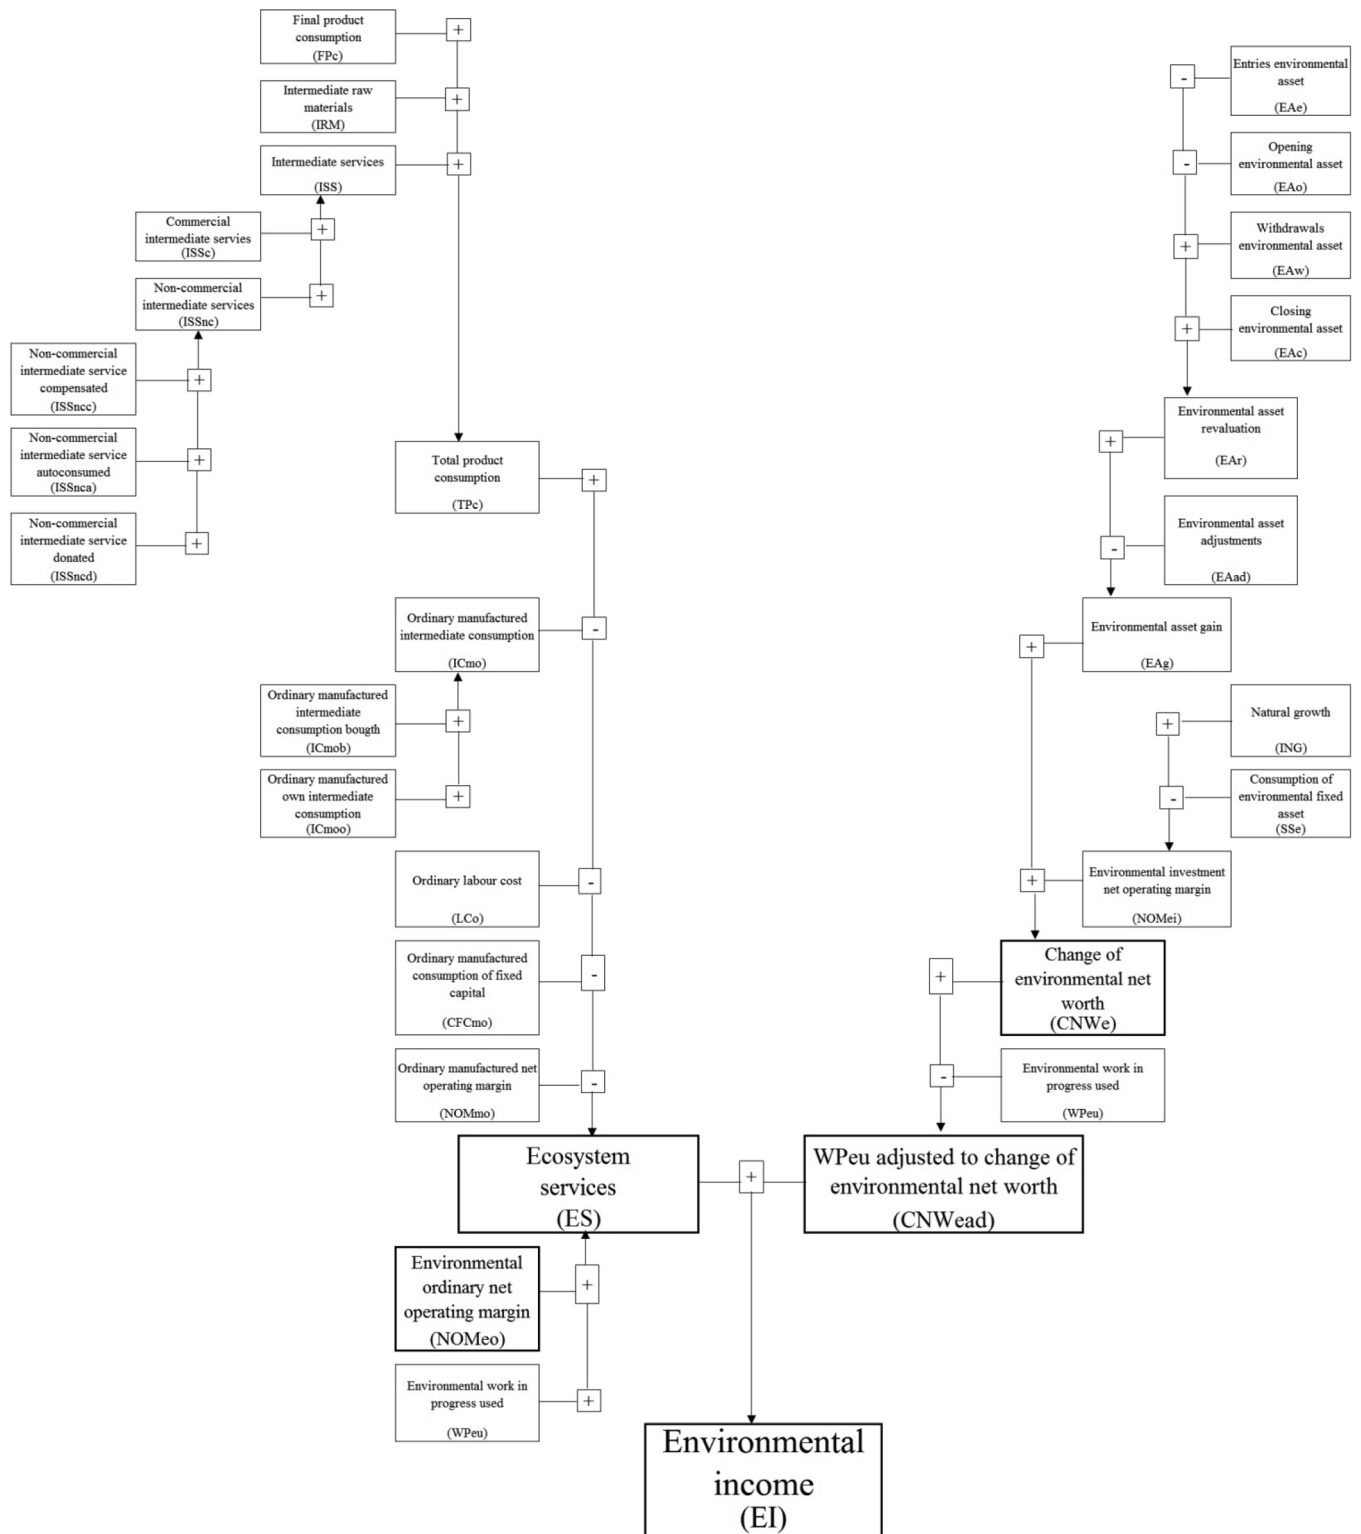 Final product
consumption
(FPc)
+
Intermediate raw
materials
(IRM)
+
Intermediate services
(ISS)
+
Commercial
intermediate servies
(ISSc)
+
Non-commercial
intermediate services
(ISSnc)
+
Non-commercial
intermediate service
compensated
(ISSncc)
+
Non-commercial
intermediate service
autoconsumed
(ISSnca)
+
Non-commercial
intermediate service
donated
(ISSncd)
+
Total product
consumption
(TPc)
+
Ordinary manufactured
intermediate consumption
(ICmo)
-
Ordinary manufactured
intermediate
consumption bougth
(ICmob)
+
Ordinary manufactured
own intermediate
consumption
(ICmoo)
+
Ordinary labour cost
(LCo)
-
Ordinary manufactured
consumption of fixed
capital
(CFCmo)
-
Ordinary manufactured net
operating margin
(NOMmo)
-
Ecosystem
services
(ES)
Environmental
ordinary net
operating margin
(NOMeo)
+
Environmental work in
progress used
(WPeu)
+
-
Entries environmental
asset
(EAe)
-
Opening
environmental asset
(EAo)
+
Withdrawals
environmental asset
(EAw)
+
Closing
environmental asset
(EAc)
+
Environmental asset
revaluation
(EAr)
-
Environmental asset
adjustments
(EAad)
+
Environmental asset gain
(EAg)
+
Natural growth
(ING)
-
Consumption of
environmental fixed
asset
(SSe)
+
Environmental investment
net operating margin
(NOMei)
+
Change of
environmental net
worth
(CNWe)
-
Environmental work in
progress used
(WPeu)
+
WPeu adjusted to change of
environmental net worth
(CNWead)
Environmental
income
(EI)